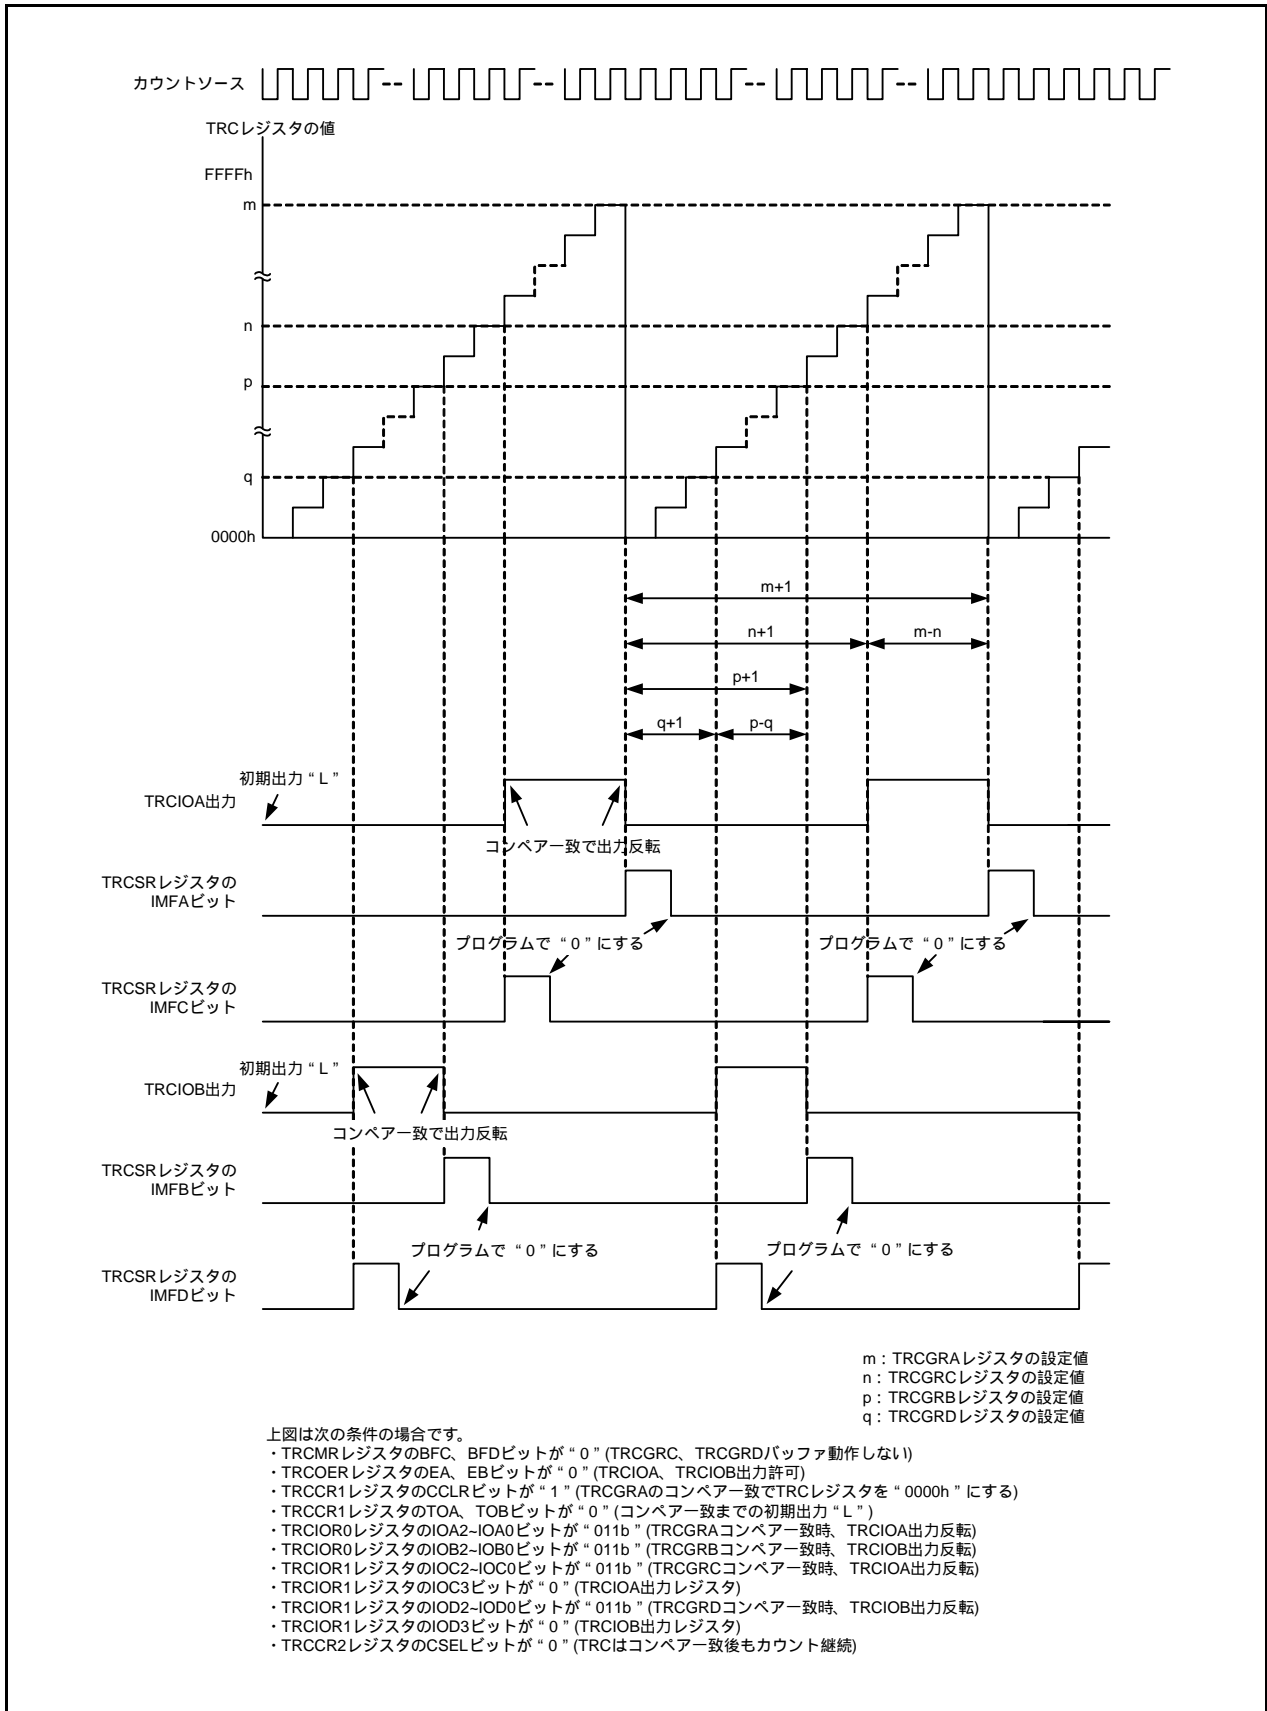 カウントソース
TRCレジスタの値
FFFFh
m
n
p
q
0000h
m+1
n+1
m-n
p+1
q+1
p-q
初期出力 “ L ”
TRCIOA出力
コンペア一致で出力反転
TRCSRレジスタの
IMFAビット
プログラムで “ 0 ” にする
プログラムで “ 0 ” にする
TRCSRレジスタの
IMFCビット
初期出力 “ L ”
TRCIOB出力
コンペア一致で出力反転
TRCSRレジスタの
IMFBビット
プログラムで “ 0 ” にする
プログラムで “ 0 ” にする
TRCSRレジスタの
IMFDビット
m : TRCGRAレジスタの設定値
n : TRCGRCレジスタの設定値
p : TRCGRBレジスタの設定値
q : TRCGRDレジスタの設定値
上図は次の条件の場合です。
・TRCMRレジスタのBFC、BFDビットが “ 0 ” (TRCGRC、TRCGRDバッファ動作しない)
・TRCOERレジスタのEA、EBビットが “ 0 ” (TRCIOA、TRCIOB出力許可)
・TRCCR1レジスタのCCLRビットが “ 1 ” (TRCGRAのコンペア一致でTRCレジスタを “ 0000h ” にする)
・TRCCR1レジスタのTOA、TOBビットが “ 0 ” (コンペア一致までの初期出力 “ L ” )
・TRCIOR0レジスタのIOA2~IOA0ビットが “ 011b ” (TRCGRAコンペア一致時、TRCIOA出力反転)
・TRCIOR0レジスタのIOB2~IOB0ビットが “ 011b ” (TRCGRBコンペア一致時、TRCIOB出力反転)
・TRCIOR1レジスタのIOC2~IOC0ビットが “ 011b ” (TRCGRCコンペア一致時、TRCIOA出力反転)
・TRCIOR1レジスタのIOC3ビットが “ 0 ” (TRCIOA出力レジスタ)
・TRCIOR1レジスタのIOD2~IOD0ビットが “ 011b ” (TRCGRDコンペア一致時、TRCIOB出力反転)
・TRCIOR1レジスタのIOD3ビットが “ 0 ” (TRCIOB出力レジスタ)
・TRCCR2レジスタのCSELビットが “ 0 ” (TRCはコンペア一致後もカウント継続)